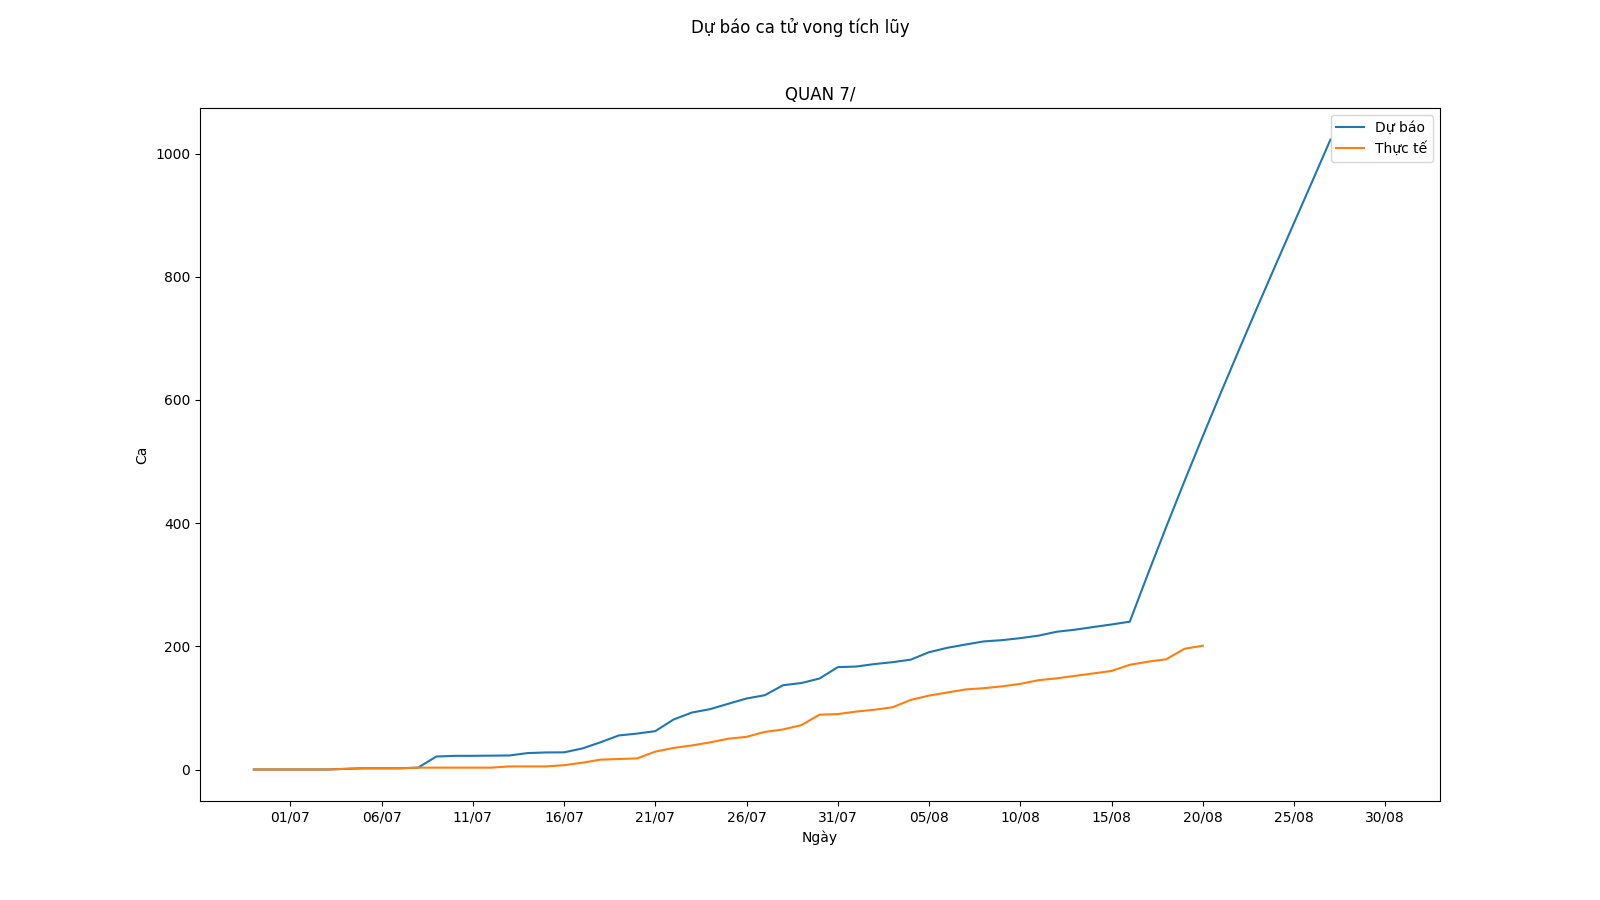 Dự báo ca tử vong tích lũy
QUAN 7/
Dự báo
Thực tế
1000
800
600
400
200
0
Ca
01/07 06/07 11/07 16/07 21/07 26/07 31/07 05/08 10/08 15/08 20/08 25/08 30/08
Ngày